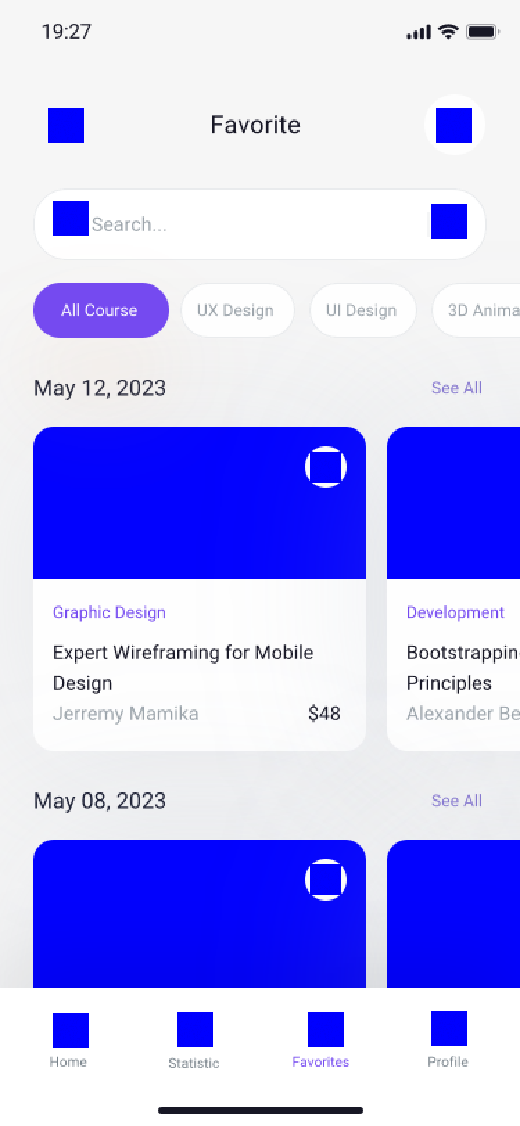 19:27
Favorite
Search...
All Course
UX Design
UI Design
3D Anima
May 12, 2023
See All
Graphic Design
Expert Wireframing for Mobile
Design
Jerremy Mamika
$48
Development
Bootstrappin
Principles
Alexander Be
May 08, 2023
See All
Home
Statistic
Favorites
Profile